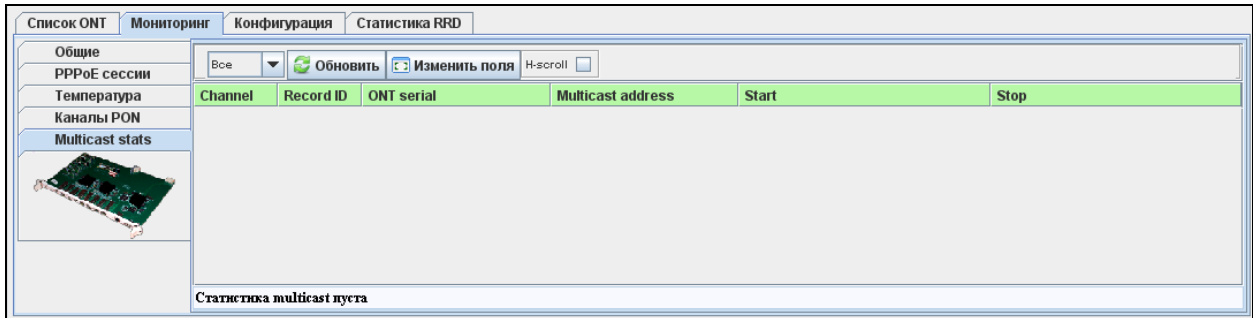 Список ONT Мониторинг Конфигурация Статистика RRD
Общие
PPPoE сессии
Температура
Каналы PON
Multicast stats
Все Обновить Изменить поля H-scroll
Channel Record ID ONT serial Multicast address Start Stop
Статистика multicast пуста